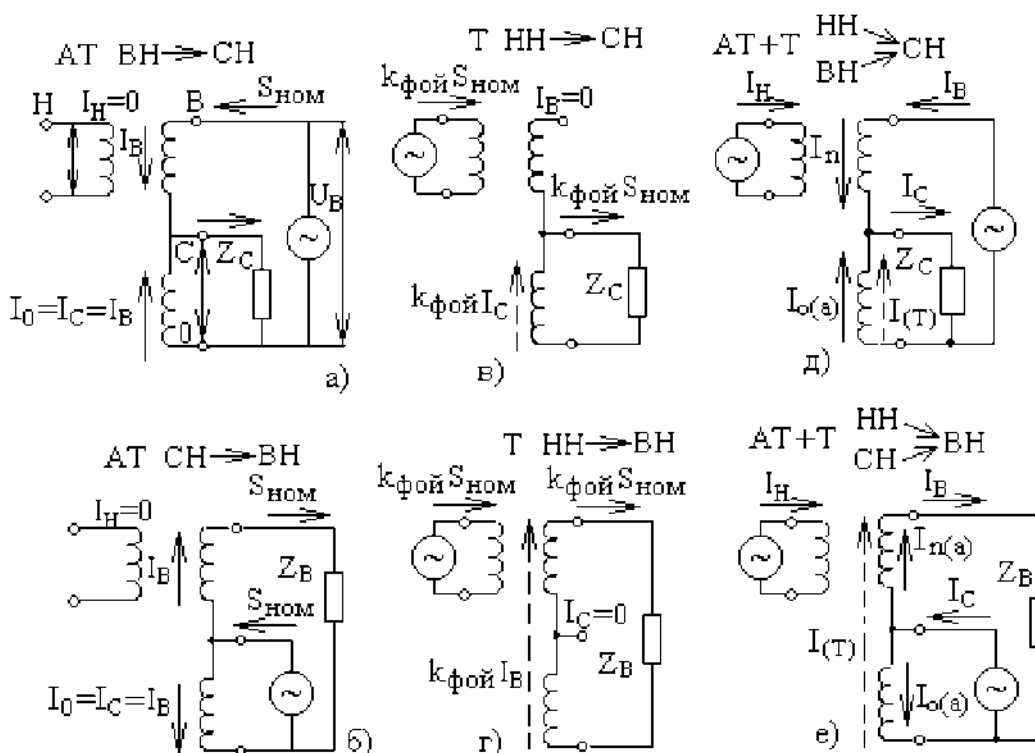 АТ ВН → СН
Н I_Н=0 В S_ном
I_В
U_В
С Z_С
I_0=I_С=I_В
0
а)
Т НН → СН
k_фой S_ном
I_В=0
k_фой S_ном
k_фой I_С
Z_С
в)
АТ+Т НН ВН → СН
I_Н I_В
I_п
I_С
Z_С
I_о(а) I_(Т)
д)
АТ СН → ВН
S_ном
I_Н=0
I_В
Z_В
S_ном
I_0=I_С=I_В
б)
Т НН → ВН
k_фой S_ном k_фой S_ном
I_С=0
Z_В
k_фой I_В
г)
АТ+Т НН СН → ВН
I_Н I_В
I_п(а)
Z_В
I_С
I_(Т)
I_о(а)
е)